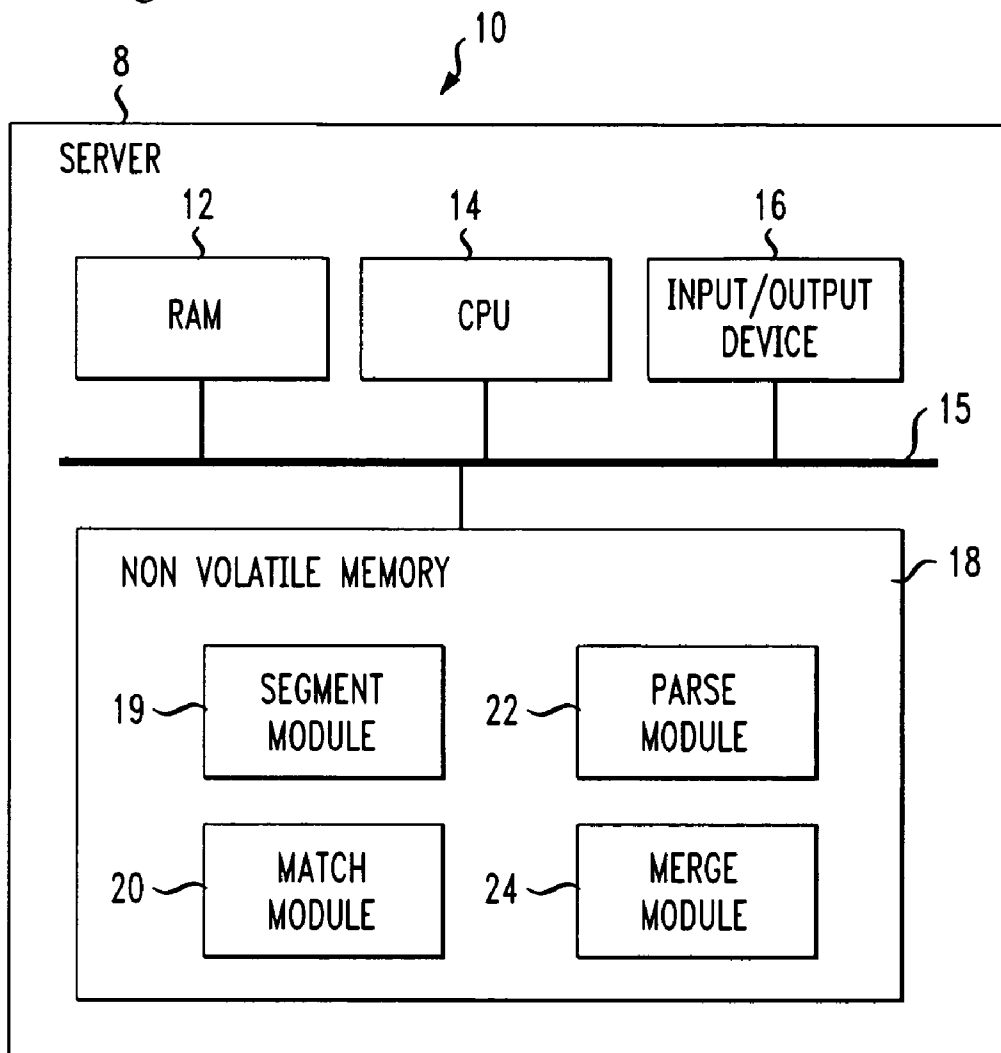 10
8
SERVER
12
14
16
RAM
CPU
INPUT/OUTPUT
DEVICE
15
NON VOLATILE MEMORY
18
19
SEGMENT
MODULE
22
PARSE
MODULE
20
MATCH
MODULE
24
MERGE
MODULE